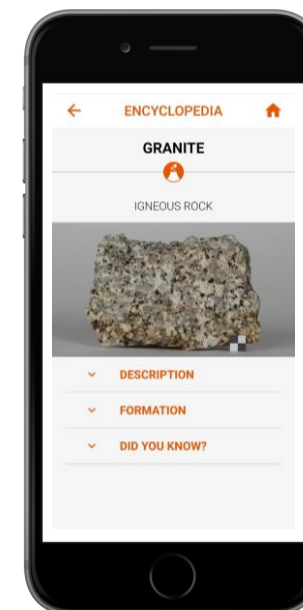 ENCYCLOPEDIA
GRANITE
IGNEOUS ROCK
DESCRIPTION
FORMATION
DID YOU KNOW?